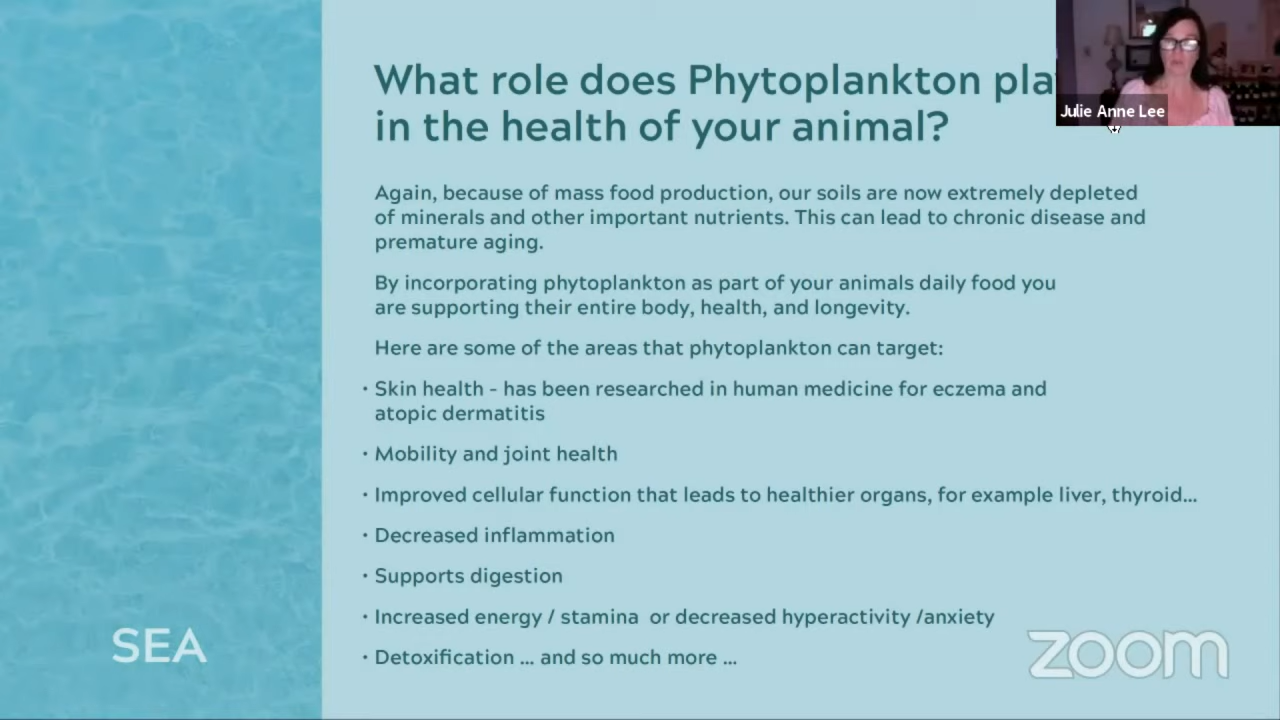 What role does Phytoplankton pla
in the health of your animal?
Julie Anne Lee
Again, because of mass food production, our soils are now extremely depleted
of minerals and other important nutrients. This can lead to chronic disease and
premature aging.
By incorporating phytoplankton as part of your animals daily food you
are supporting their entire body, health, and longevity.
Here are some of the areas that phytoplankton can target:
• Skin health - has been researched in human medicine for eczema and
atopic dermatitis
• Mobility and joint health
• Improved cellular function that leads to healthier organs, for example liver, thyroid...
• Decreased inflammation
• Supports digestion
• Increased energy / stamina  or decreased hyperactivity /anxiety
• Detoxification ... and so much more ...
SEA
zoom